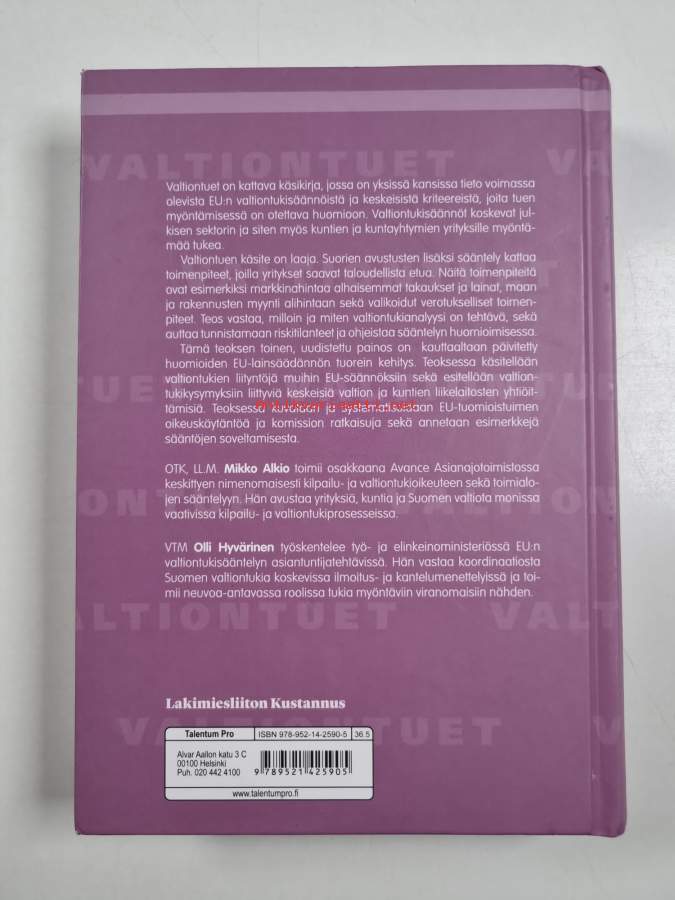 VALTIONTUET VA
Valtiontuet on kattava käsikirja, jossa on yksissä kansissa tieto voimassa
olevista EU:n valtiontukisäännöistä ja keskeisistä kriteereistä, joita tuen
myöntämisessä on otettava huomioon. Valtiontukisäännöt koskevat jul-
kisen sektorin ja siten myös kuntien ja kuntayhtymien yrityksille myöntä-
mää tukea.
Valtiontuen käsite on laaja. Suorien avustusten lisäksi sääntely kattaa
toimenpiteet, joilla yritykset saavat taloudellista etua. Näitä toimenpiteitä
ovat esimerkiksi markkinahintaa alhaisemmat takaukset ja lainat, maan
ja rakennusten myynti alihintaan sekä valikoidut verotukselliset toimen-
piteet. Teos vastaa, milloin ja miten valtiontukianalyysi on tehtävä, sekä
auttaa tunnistamaan riskitilanteet ja ohjeistaa sääntelyn huomioimisessa.
Tämä teoksen toinen, uudistettu painos on kauttaaltaan päivitetty
huomioiden EU-lainsäädännön tuorein kehitys. Teoksessa käsitellään
valtiontukien liityntöjä muihin EU-säännöksiin sekä esitellään valtion-
tukikysymyksiin liittyviä keskeisiä valtion ja kuntien liikelaitosten yhtiöit-
tämisiä. Teoksessa kuvataan ja systematisoidaan EU-tuomioistuimen
oikeuskäytäntöä ja komission ratkaisuja sekä annetaan esimerkkejä
sääntöjen soveltamisesta.
OTK, LL.M. Mikko Alkio toimii osakkaana Avance Asianajotoimistossa
keskittyen nimenomaisesti kilpailu- ja valtiontukioikeuteen sekä toimialo-
jen sääntelyyn. Hän avustaa yrityksiä, kuntia ja Suomen valtiota monissa
vaativissa kilpailu- ja valtiontukiprosesseissa.
VTM Olli Hyvärinen työskentelee työ- ja elinkeinoministeriössä EU:n
valtiontukisääntelyn asiantuntijatehtävissä. Hän vastaa koordinaatiosta
Suomen valtiontukia koskevissa ilmoitus- ja kantelumenettelyissä ja toi-
mii neuvoa-antavassa roolissa tukia myöntäviin viranomaisiin nähden.
LTIONTUET VALT
VALTIONTUET
Lakimiesliiton Kustannus
Talentum Pro ISBN 978-952-14-2590-5 36.5
Alvar Aallon katu 3 C
00100 Helsinki
Puh. 020 442 4100
9 789521 425905
www.talentumpro.fi